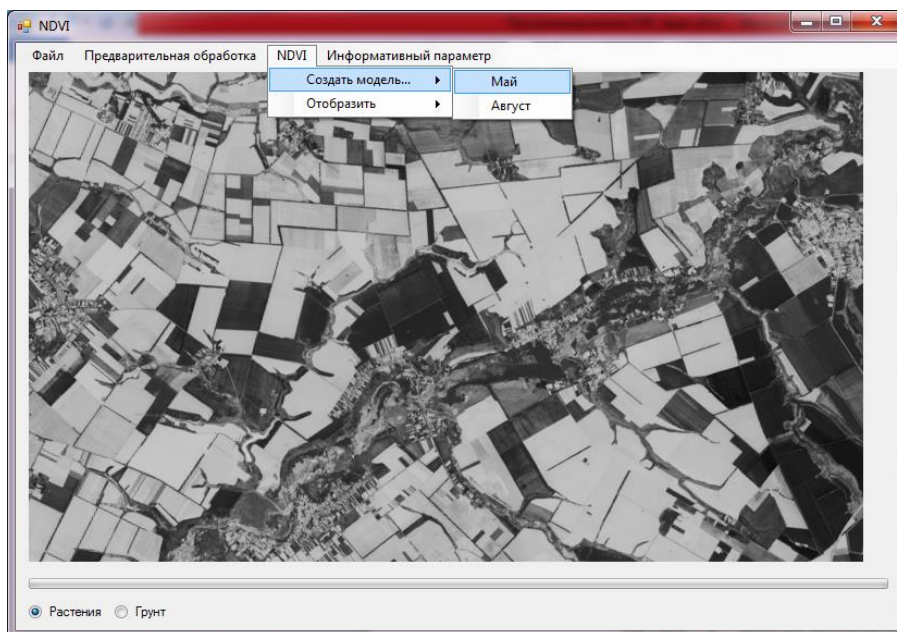 NDVI
Файл Предварительная обработка NDVI Информативный параметр
Создать модель... Май
Отобразить Август
Растения Грунт